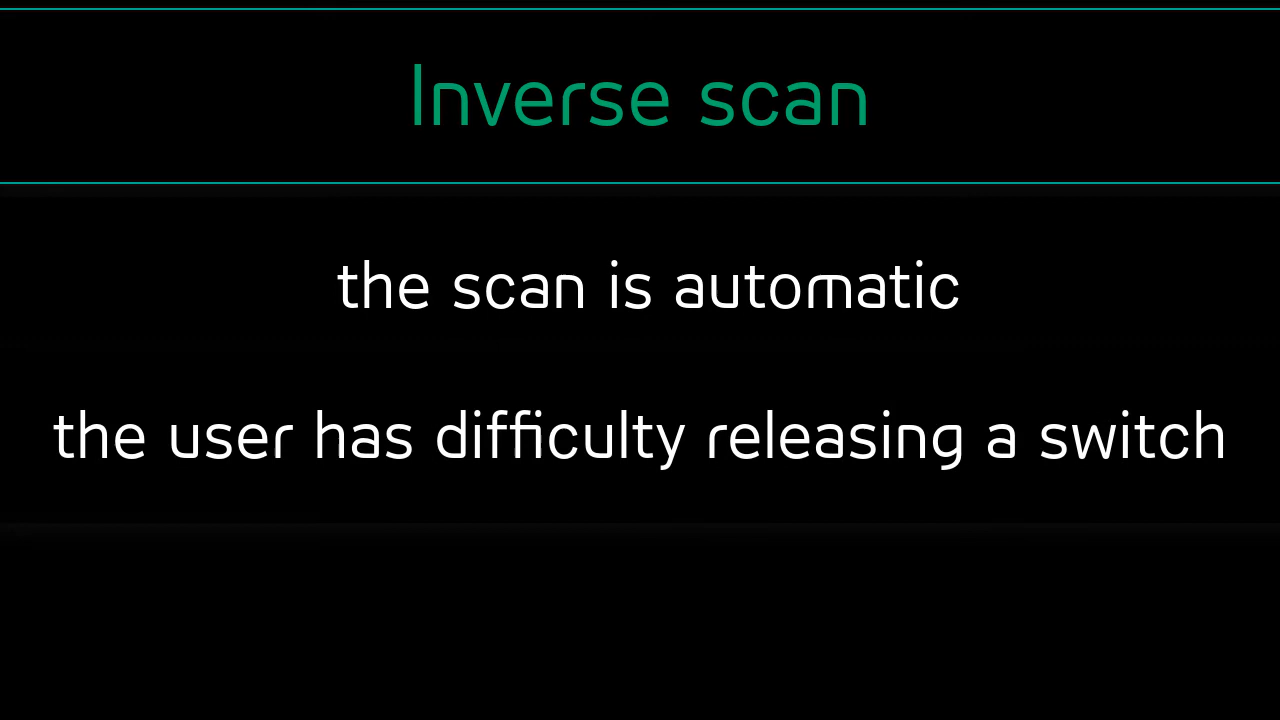 Inverse scan
the scan is automatic
the user has difficulty releasing a switch